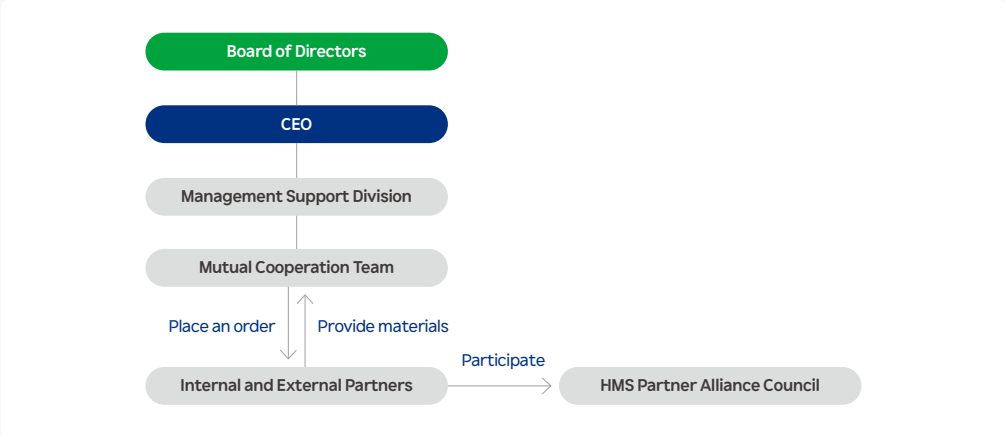 Board of Directors
CEO
Management Support Division
Mutual Cooperation Team
Place an order
Provide materials
Participate
Internal and External Partners
HMS Partner Alliance Council